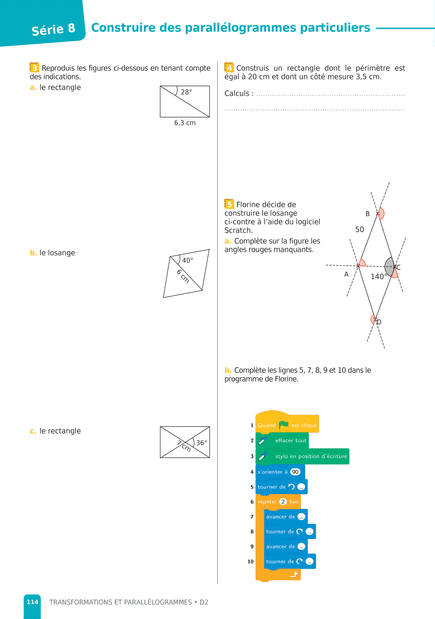 Série 8
Construire des parallélogrammes particuliers
3 Reproduis les figures ci-dessous en tenant compte
des indications.
a. le rectangle
28°
6,3 cm
b. le losange
40°
6 cm
c. le rectangle
7 cm
36°
4 Construis un rectangle dont le périmètre est
égal à 20 cm et dont un côté mesure 3,5 cm.
Calculs : ..........................................................
..........................................................................
5 Florine décide de
construire le losange
ci-contre à l'aide du logiciel
Scratch.
a. Complète sur la figure les
angles rouges manquants.
B
50
A
140°
C
D
b. Complète les lignes 5, 7, 8, 9 et 10 dans le
programme de Florine.
1 Quand est cliqué
2 effacer tout
3 stylo en position d'écriture
4 s'orienter à 90
5 tourner de ...
6 répéter 2 fois
7 avancer de ...
8 tourner de ...
9 avancer de ...
10 tourner de ...
114 TRANSFORMATIONS ET PARALLÉLOGRAMMES • D2